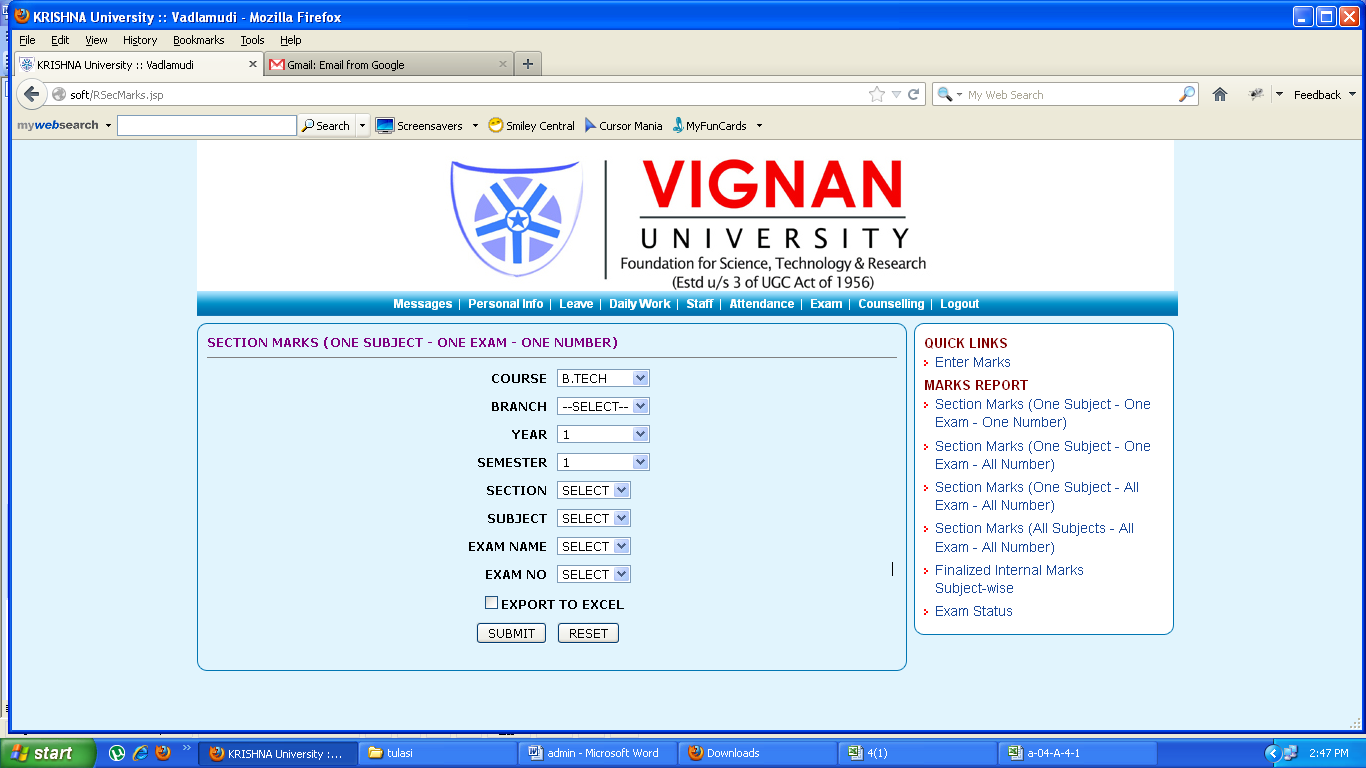 KRISHNA University :: Vadlamudi - Mozilla Firefox
File Edit View History Bookmarks Tools Help
KRISHNA University :: Vadlamudi
Gmail: Email from Google
soft/RSecMarks.jsp
My Web Search
Feedback
mywebsearch
Search
Screensavers
Smiley Central
Cursor Mania
MyFunCards
VIGNAN
UNIVERSITY
Foundation for Science, Technology & Research
(Estd u/s 3 of UGC Act of 1956)
Messages | Personal Info | Leave | Daily Work | Staff | Attendance | Exam | Counselling | Logout
SECTION MARKS (ONE SUBJECT - ONE EXAM - ONE NUMBER)
COURSE B.TECH
BRANCH --SELECT--
YEAR 1
SEMESTER 1
SECTION SELECT
SUBJECT SELECT
EXAM NAME SELECT
EXAM NO SELECT
EXPORT TO EXCEL
SUBMIT RESET
QUICK LINKS
Enter Marks
MARKS REPORT
Section Marks (One Subject - One
Exam - One Number)
Section Marks (One Subject - One
Exam - All Number)
Section Marks (One Subject - All
Exam - All Number)
Section Marks (All Subjects - All
Exam - All Number)
Finalized Internal Marks
Subject-wise
Exam Status
start
KRISHNA University :...
tulasi
admin - Microsoft Word
Downloads
4(1)
a-04-A-4-1
2:47 PM